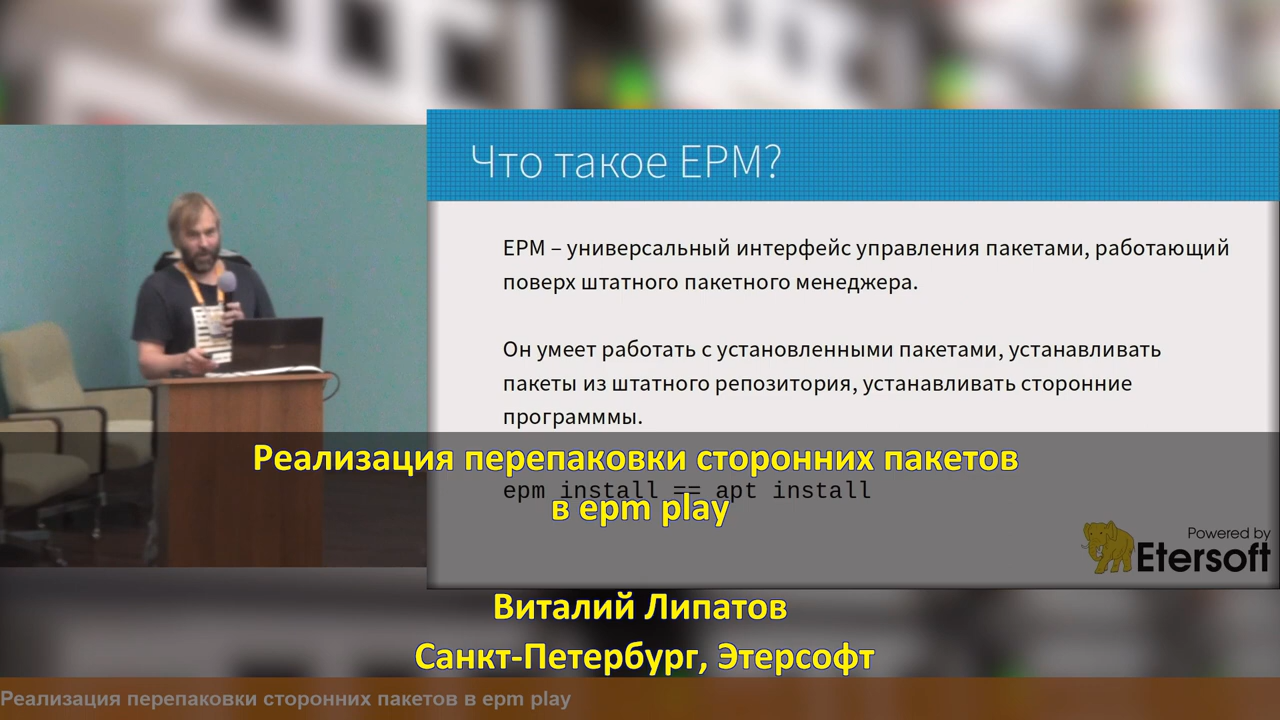 Что такое EPM?
EPM – универсальный интерфейс управления пакетами, работающий
поверх штатного пакетного менеджера.
Он умеет работать с установленными пакетами, устанавливать
пакеты из штатного репозитория, устанавливать сторонние
программмы.
Реализация перепаковки сторонних пакетов
epm install == apt install
в epm play
Powered by
Etersoft
Виталий Липатов
Санкт-Петербург, Этерсофт
Реализация перепаковки сторонних пакетов в epm play